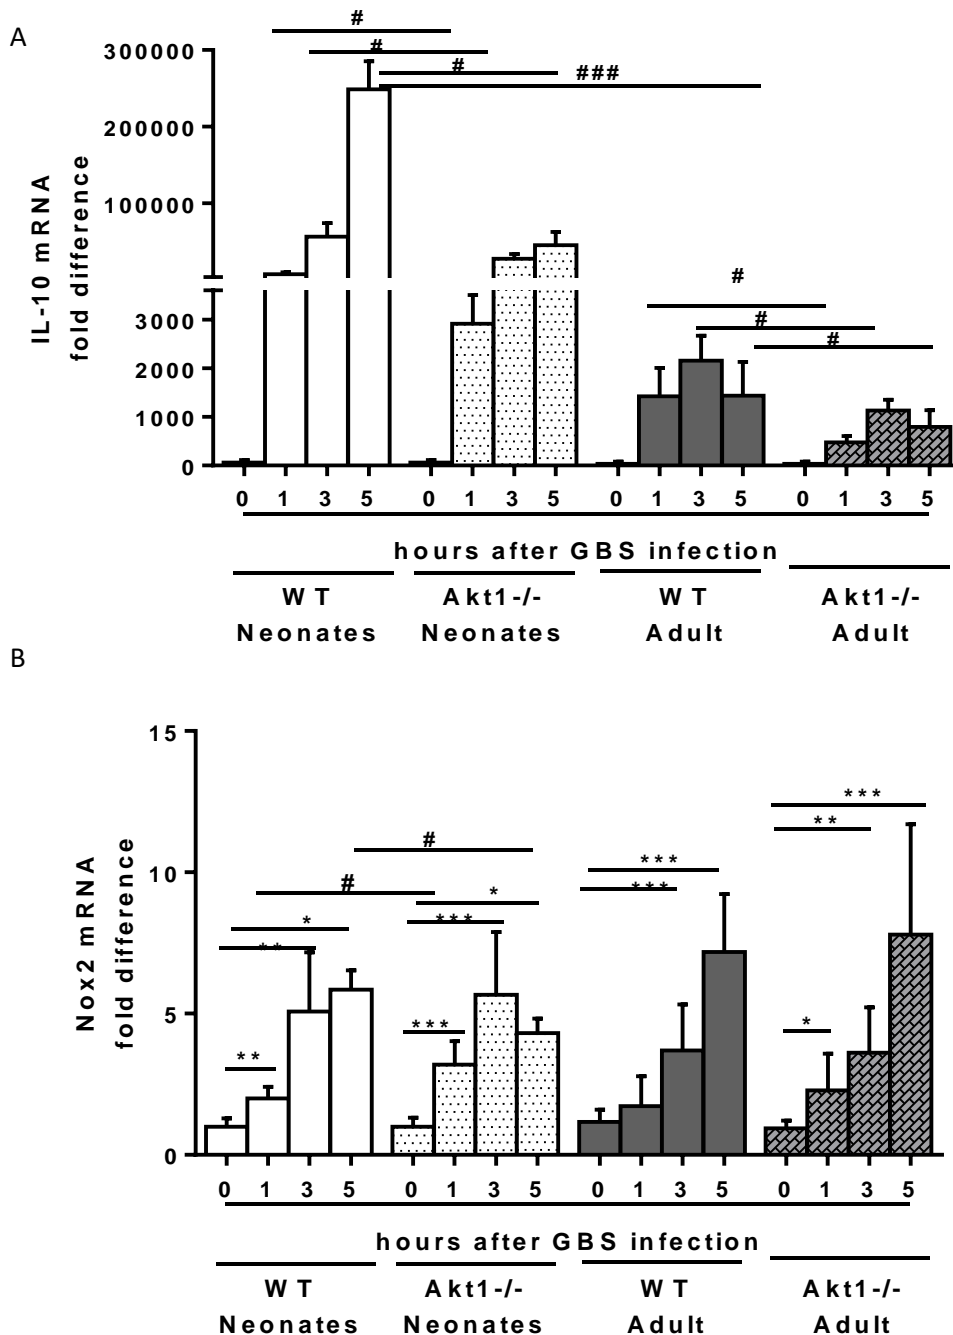 A
#
300000
#
#
###
200000
100000
IL-10 mRNA
fold difference
#
3000
#
#
2000
1000
0
0 1 3 5 0 1 3 5 0 1 3 5 0 1 3 5
hours after GBS infection
WT Akt1-/- WT Akt1-/-
Neonates Neonates Adult Adult
B
15
***
**
#
***
10
#
*
***
***
*
**
Nox2 mRNA
fold difference
5
***
*
**
0
0 1 3 5 0 1 3 5 0 1 3 5 0 1 3 5
hours after GBS infection
WT Akt1-/- WT Akt1-/-
Neonates Neonates Adult Adult